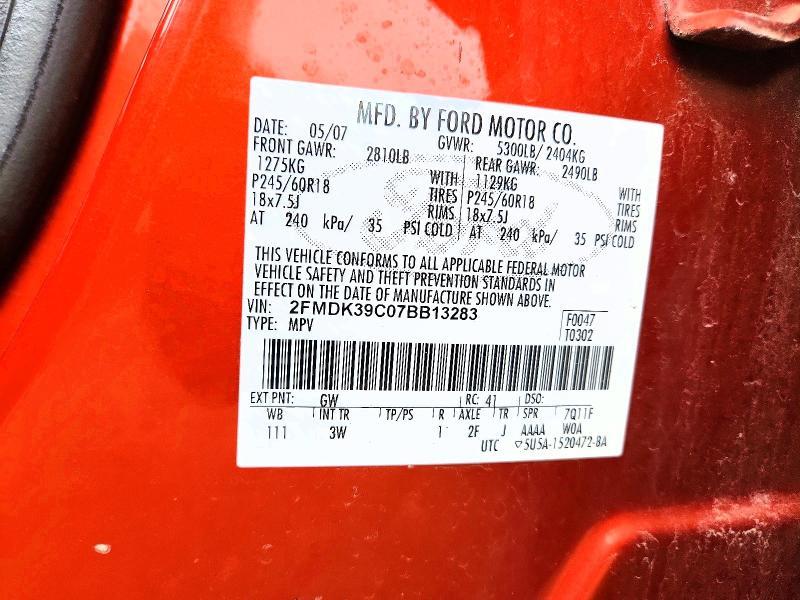 MFD. BY FORD MOTOR CO.
DATE: 05/07 GVWR: 5300LB/ 2404KG
FRONT GAWR: 2810LB REAR GAWR: 2490LB
1275KG WITH 1129KG WITH
P245/60R18 TIRES P245/60R18 TIRES
18x7.5J RIMS 18x7.5J RIMS
AT 240 kPa/ 35 PSI COLD AT 240 kPa/ 35 PSI COLD
THIS VEHICLE CONFORMS TO ALL APPLICABLE FEDERAL MOTOR
VEHICLE SAFETY AND THEFT PREVENTION STANDARDS IN
EFFECT ON THE DATE OF MANUFACTURE SHOWN ABOVE.
VIN: 2FMDK39C07BB13283 F0047
TYPE: MPV T0302
EXT PNT: GW RC: 41 DSO:
WB INT TR TP/PS R AXLE TR SPR 7Q11F
111 3W 1 2F J AAAA W0A
UTC ▽5U5A-1520472-BA